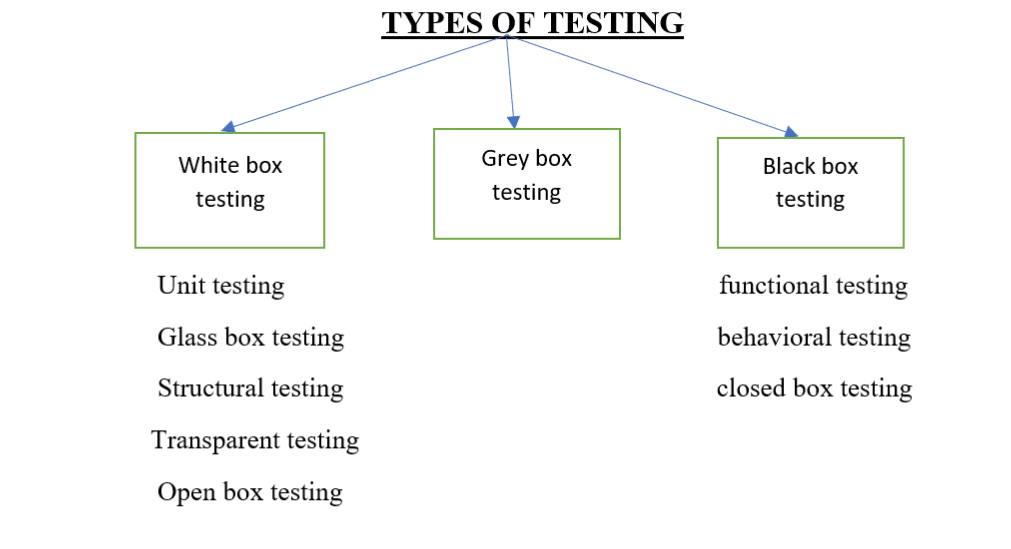 TYPES OF TESTING
White box
testing
Grey box
testing
Black box
testing
Unit testing
Glass box testing
Structural testing
Transparent testing
Open box testing
functional testing
behavioral testing
closed box testing